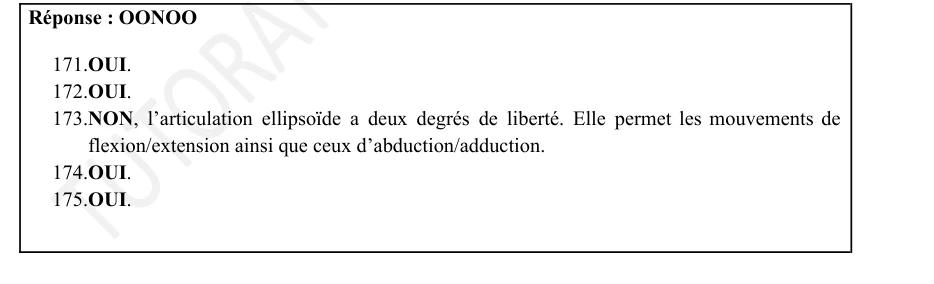 Réponse : OONOO
171.OUI.
172.OUI.
173.NON, l’articulation ellipsoïde a deux degrés de liberté. Elle permet les mouvements de
flexion/extension ainsi que ceux d’abduction/adduction.
174.OUI.
175.OUI.